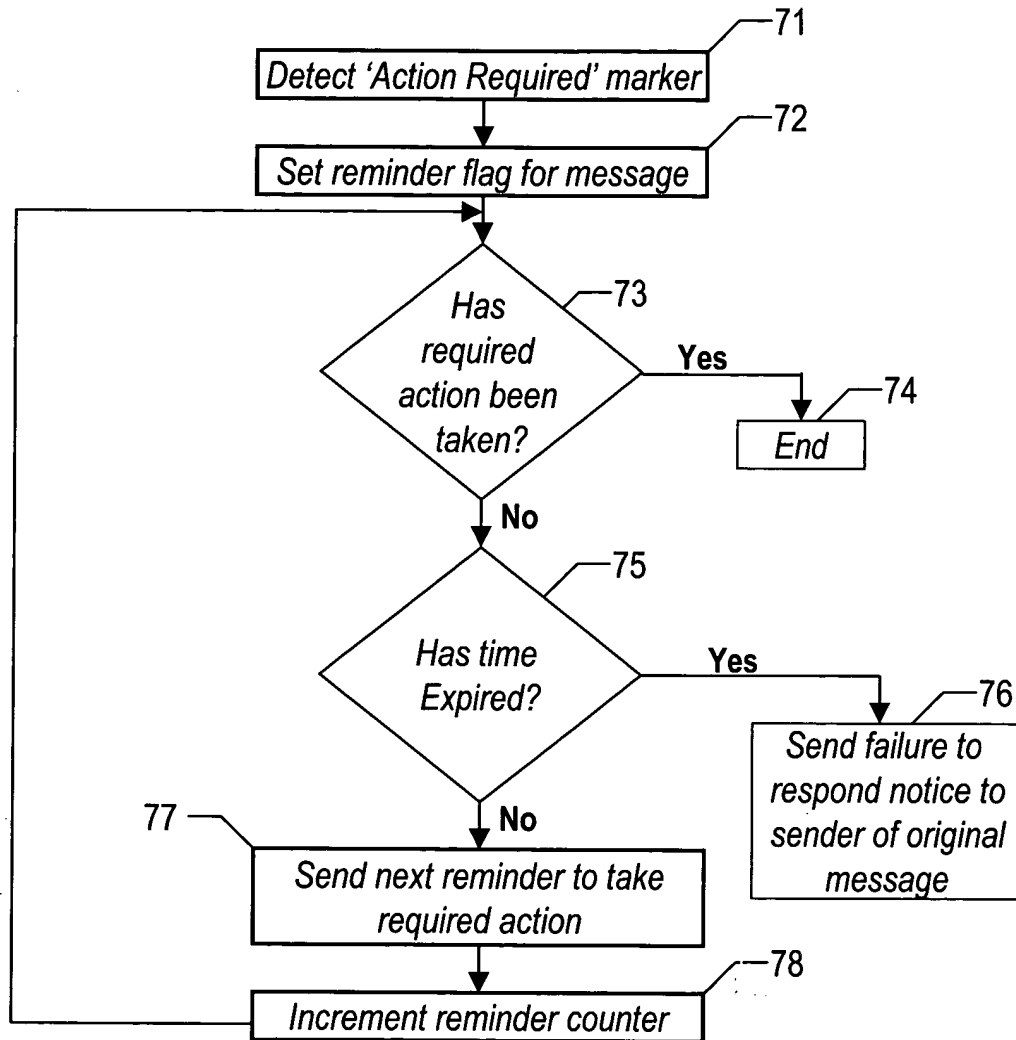 71
Detect 'Action Required' marker
72
Set reminder flag for message
73
Has
required
action been
taken?
Yes
74
End
No
75
Has time
Expired?
Yes
76
Send failure to
respond notice to
sender of original
message
No
77
Send next reminder to take
required action
78
Increment reminder counter